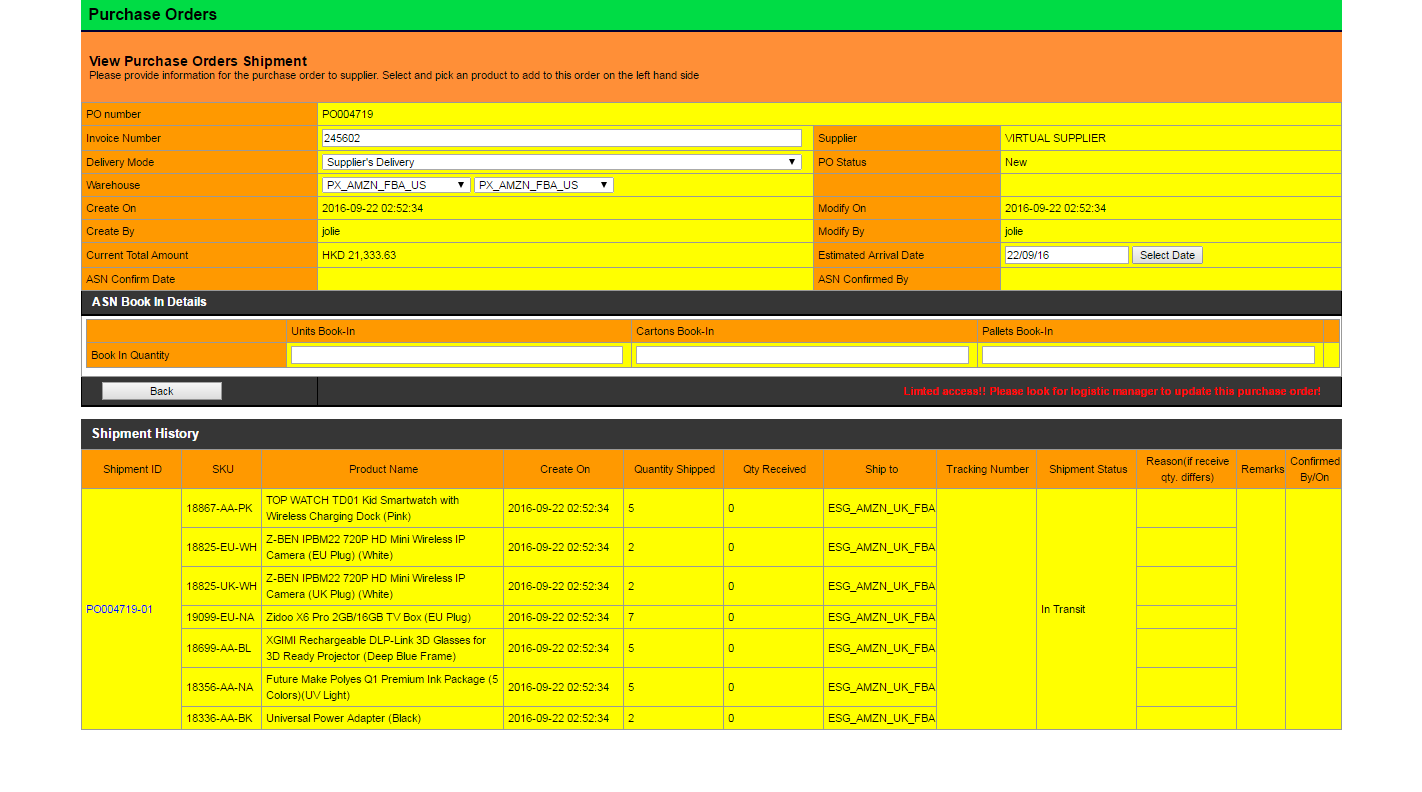 Purchase Orders
View Purchase Orders Shipment
Please provide information for the purchase order to supplier. Select and pick an product to add to this order on the left hand side
PO number PO004719
Invoice Number 245602 Supplier VIRTUAL SUPPLIER
Delivery Mode Supplier's Delivery PO Status New
Warehouse PX_AMZN_FBA_US PX_AMZN_FBA_US
Create On 2016-09-22 02:52:34 Modify On 2016-09-22 02:52:34
Create By jolie Modify By jolie
Current Total Amount HKD 21,333.63 Estimated Arrival Date 22/09/16 Select Date
ASN Confirm Date ASN Confirmed By
ASN Book In Details
Units Book-In Cartons Book-In Pallets Book-In
Book In Quantity
Back Limted access!! Please look for logistic manager to update this purchase order!
Shipment History
Shipment ID SKU Product Name Create On Quantity Shipped Qty Received Ship to Tracking Number Shipment Status Reason(if receive qty. differs) Remarks Confirmed By/On
18867-AA-PK TOP WATCH TD01 Kid Smartwatch with Wireless Charging Dock (Pink) 2016-09-22 02:52:34 5 0 ESG_AMZN_UK_FBA
18825-EU-WH Z-BEN IPBM22 720P HD Mini Wireless IP Camera (EU Plug) (White) 2016-09-22 02:52:34 2 0 ESG_AMZN_UK_FBA
18825-UK-WH Z-BEN IPBM22 720P HD Mini Wireless IP Camera (UK Plug) (White) 2016-09-22 02:52:34 2 0 ESG_AMZN_UK_FBA
PO004719-01 19099-EU-NA Zidoo X6 Pro 2GB/16GB TV Box (EU Plug) 2016-09-22 02:52:34 7 0 ESG_AMZN_UK_FBA In Transit
18699-AA-BL XGIMI Rechargeable DLP-Link 3D Glasses for 3D Ready Projector (Deep Blue Frame) 2016-09-22 02:52:34 5 0 ESG_AMZN_UK_FBA
18356-AA-NA Future Make Polyes Q1 Premium Ink Package (5 Colors)(UV Light) 2016-09-22 02:52:34 5 0 ESG_AMZN_UK_FBA
18336-AA-BK Universal Power Adapter (Black) 2016-09-22 02:52:34 2 0 ESG_AMZN_UK_FBA